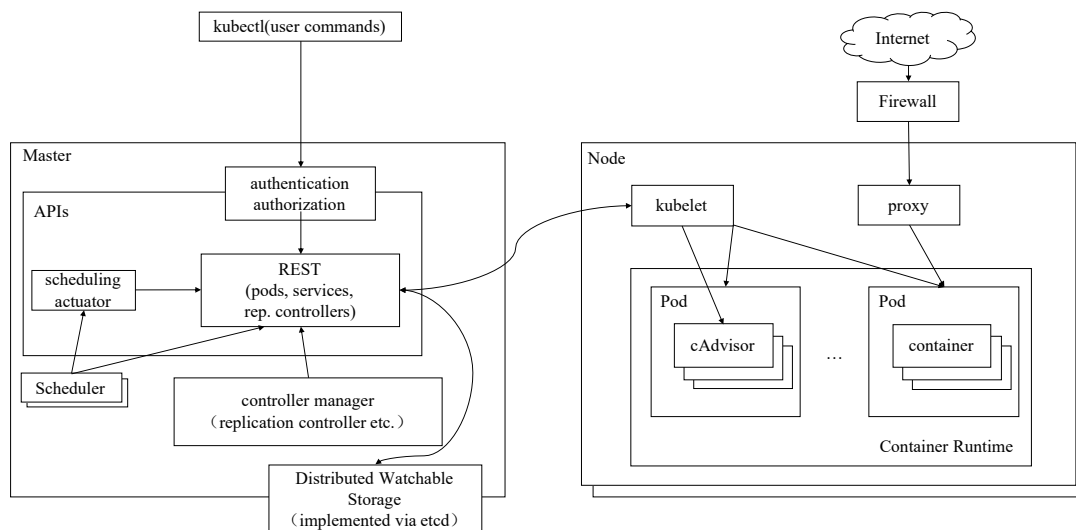 kubectl(user commands)
Internet
Firewall
Master
authentication
authorization
APIs
REST
(pods, services,
rep. controllers)
scheduling
actuator
Scheduler
controller manager
（replication controller etc.）
Distributed Watchable
Storage
（implemented via etcd）
Node
kubelet
proxy
Pod
cAdvisor
…
Pod
container
Container Runtime